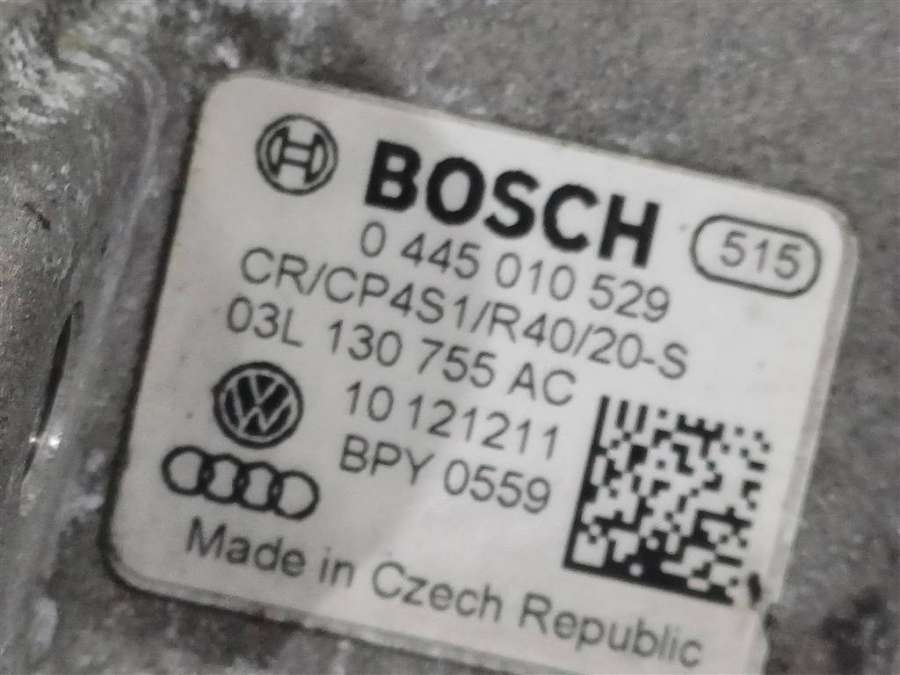 BOSCH 515
0 445 010 529
CR/CP4S1/R40/20-S
03L 130 755 AC
10 121211
BPY 0559
Made in Czech Republic